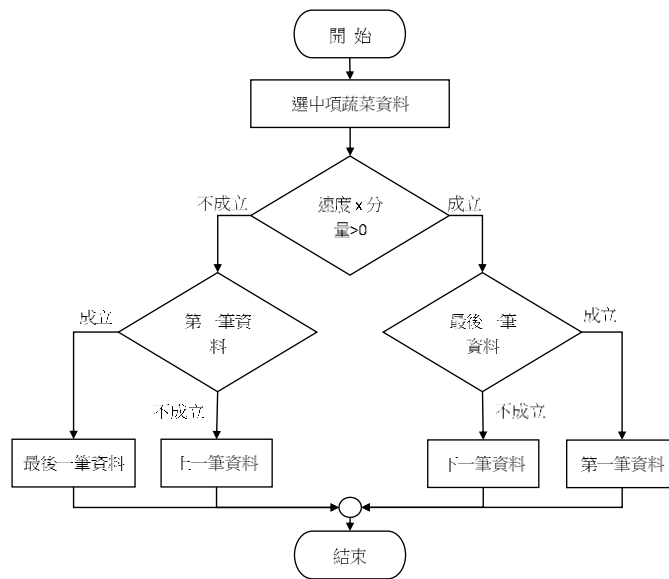 開 始
選中項蔬菜資料
不成立
速度 x 分
量>0
成立
成立
第一筆資
料
最後一筆
資料
成立
不成立
不成立
最後一筆資料
上一筆資料
下一筆資料
第一筆資料
結束